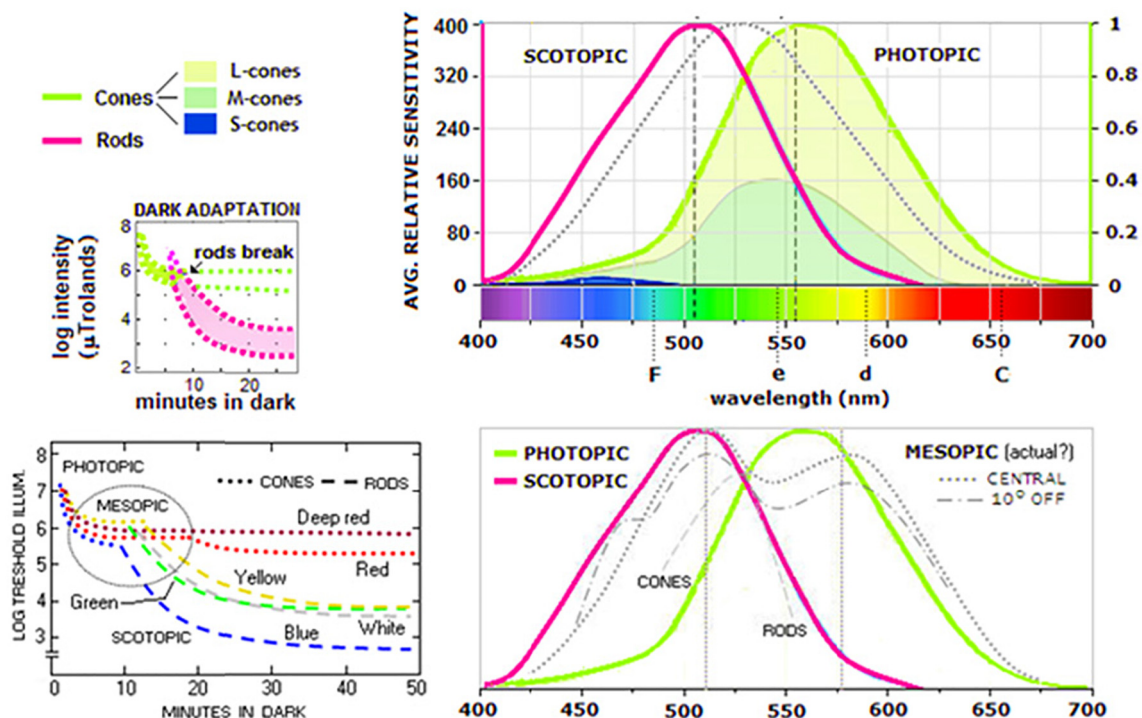 L-cones
Cones
M-cones
S-cones
Rods
DARK ADAPTATION
rods break
log intensity
(µTrolands)
8
6
4
2
10
20
minutes in dark
AVG. RELATIVE SENSITIVITY
400
320
240
160
80
0
SCOTOPIC
PHOTOPIC
1
0.8
0.6
0.4
0.2
0
400
450
500
550
600
650
700
F
e
d
C
wavelength (nm)
LOG TRESHOLD ILLUM.
8
7
6
5
4
3
PHOTOPIC
MESOPIC
CONES
RODS
Deep red
Red
Yellow
Green
White
SCOTOPIC
Blue
0
10
20
30
40
50
MINUTES IN DARK
PHOTOPIC
SCOTOPIC
MESOPIC (actual?)
CENTRAL
10° OFF
CONES
RODS
400
450
500
550
600
650
700